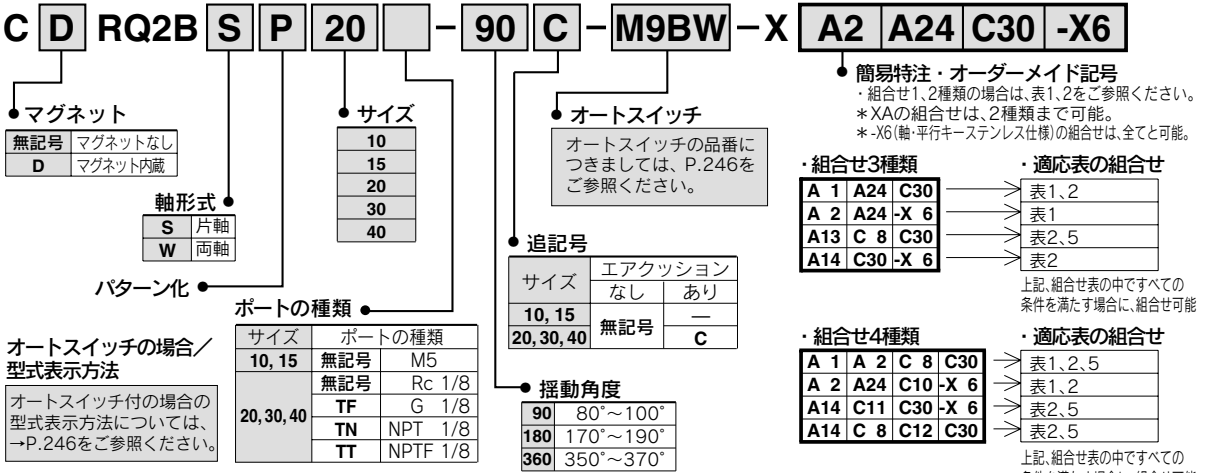 C D RQ2B S P 20 - 90 C - M9BW - X A2 A24 C30 -X6
簡易特注・オーダーメイド記号
・組合せ1、2種類の場合は、表1、2をご参照ください。
＊XAの組合せは、2種類まで可能。
＊-X6(軸・平行キーステンレス仕様)の組合せは、全てと可能。
マグネット
無記号 マグネットなし
D マグネット内蔵
軸形式
S 片軸
W 両軸
パターン化
オートスイッチの場合／
型式表示方法
オートスイッチ付の場合の
型式表示方法については、
→P.246をご参照ください。
サイズ
10
15
20
30
40
ポートの種類
サイズ ポートの種類
10, 15 無記号 M5
20, 30, 40 無記号 Rc 1/8
TF G 1/8
TN NPT 1/8
TT NPTF 1/8
オートスイッチ
オートスイッチの品番に
つきましては、P.246を
ご参照ください。
追記号
サイズ エアクッション
なし あり
10, 15 無記号 —
20, 30, 40 C
揺動角度
90 80°～100°
180 170°～190°
360 350°～370°
・組合せ3種類 ・適応表の組合せ
A 1 A24 C30 表1、2
A 2 A24 -X 6 表1
A13 C 8 C30 表2、5
A14 C30 -X 6 表2
上記、組合せ表の中ですべての
条件を満たす場合に、組合せ可能
・組合せ4種類 ・適応表の組合せ
A 1 A 2 C 8 C30 表1、2、5
A 2 A24 C10 -X 6 表1、2
A14 C11 C30 -X 6 表2、5
A14 C 8 C12 C30 表2、5
上記、組合せ表の中ですべての